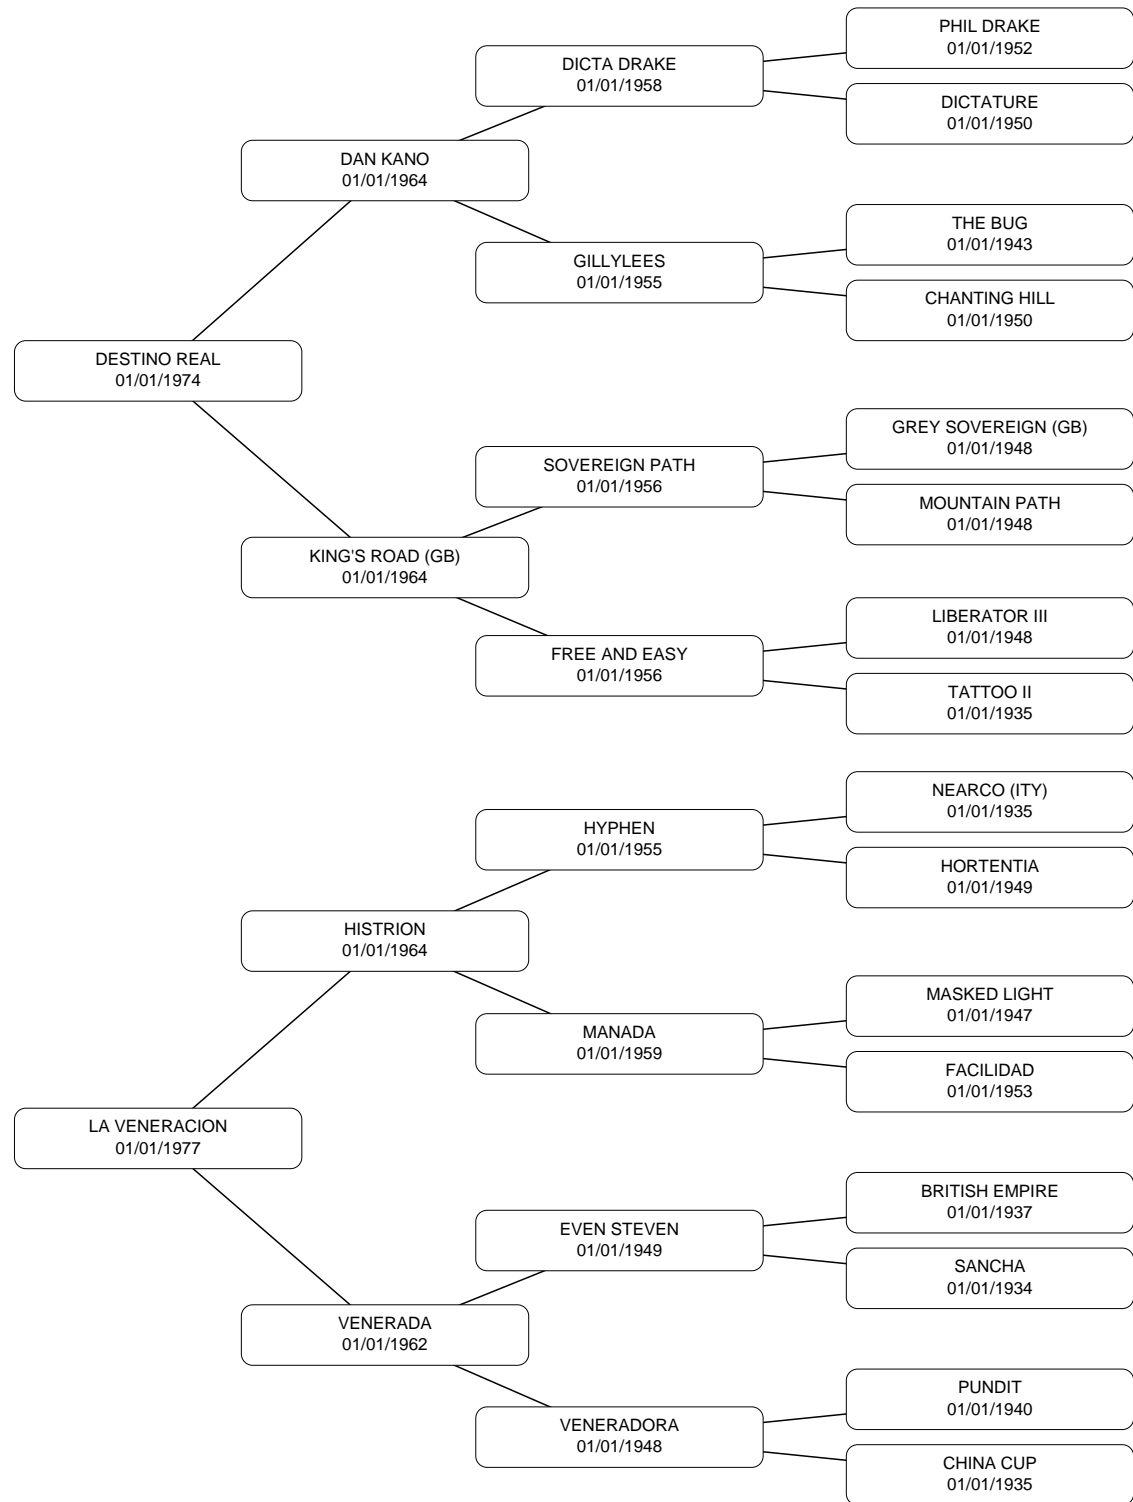 PHIL DRAKE
01/01/1952
DICTA DRAKE
01/01/1958
DICTATURE
01/01/1950
DAN KANO
01/01/1964
THE BUG
01/01/1943
GILLYLEES
01/01/1955
CHANTING HILL
01/01/1950
DESTINO REAL
01/01/1974
GREY SOVEREIGN (GB)
01/01/1948
SOVEREIGN PATH
01/01/1956
MOUNTAIN PATH
01/01/1948
KING'S ROAD (GB)
01/01/1964
LIBERATOR III
01/01/1948
FREE AND EASY
01/01/1956
TATTOO II
01/01/1935
NEARCO (ITY)
01/01/1935
HYPHEN
01/01/1955
HORTENTIA
01/01/1949
HISTRION
01/01/1964
MASKED LIGHT
01/01/1947
MANADA
01/01/1959
FACILIDAD
01/01/1953
LA VENERACION
01/01/1977
BRITISH EMPIRE
01/01/1937
EVEN STEVEN
01/01/1949
SANCHA
01/01/1934
VENERADA
01/01/1962
PUNDIT
01/01/1940
VENERADORA
01/01/1948
CHINA CUP
01/01/1935